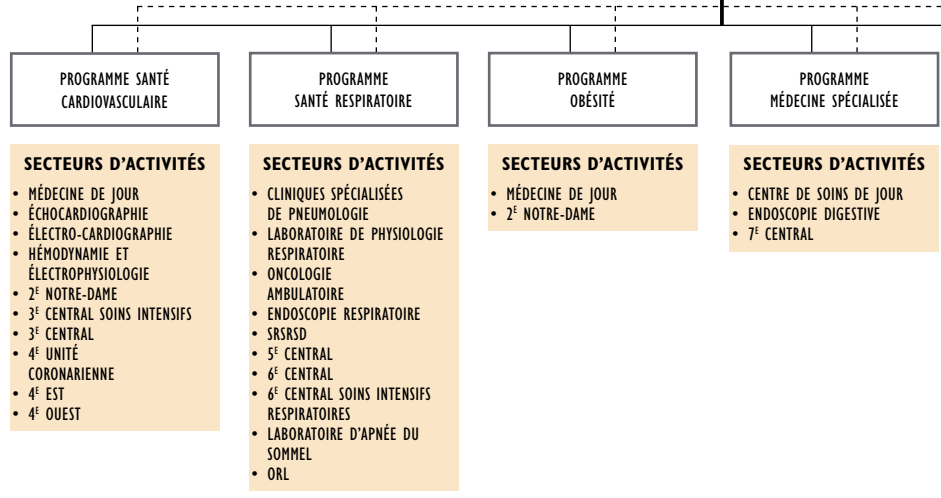 PROGRAMME SANTÉ
CARDIOVASCULAIRE
SECTEURS D'ACTIVITÉS
• MÉDECINE DE JOUR
• ÉCHOCARDIOGRAPHIE
• ÉLECTRO-CARDIOGRAPHIE
• HÉMODYNAMIE ET
ÉLECTROPHYSIOLOGIE
• 2E NOTRE-DAME
• 3E CENTRAL SOINS INTENSIFS
• 3E CENTRAL
• 4E UNITÉ
CORONARIENNE
• 4E EST
• 4E OUEST
PROGRAMME
SANTÉ RESPIRATOIRE
SECTEURS D'ACTIVITÉS
• CLINIQUES SPÉCIALISÉES
DE PNEUMOLOGIE
• LABORATOIRE DE PHYSIOLOGIE
RESPIRATOIRE
• ONCOLOGIE
AMBULATOIRE
• ENDOSCOPIE RESPIRATOIRE
• SRSRSD
• 5E CENTRAL
• 6E CENTRAL
• 6E CENTRAL SOINS INTENSIFS
RESPIRATOIRES
• LABORATOIRE D'APNÉE DU
SOMMEL
• ORL
PROGRAMME
OBÉSITÉ
SECTEURS D'ACTIVITÉS
• MÉDECINE DE JOUR
• 2E NOTRE-DAME
PROGRAMME
MÉDECINE SPÉCIALISÉE
SECTEURS D'ACTIVITÉS
• CENTRE DE SOINS DE JOUR
• ENDOSCOPIE DIGESTIVE
• 7E CENTRAL